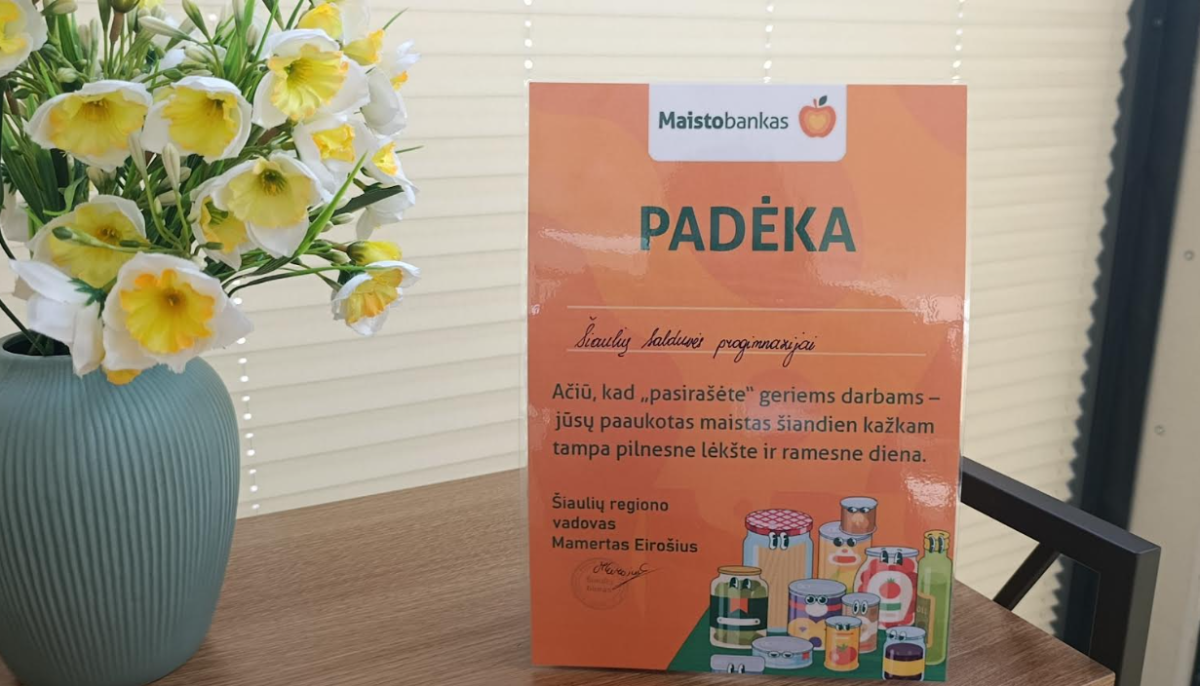 Maistobankas
PADĖKA
Šiaulių Salduvės progimnazijai
Ačiū, kad „pasirašėte“ geriems darbams –
jūsų paaukotas maistas šiandien kažkam
tampa pilnesne lėkšte ir ramesne diena.
Šiaulių regiono
vadovas
Mamertas Eirošius